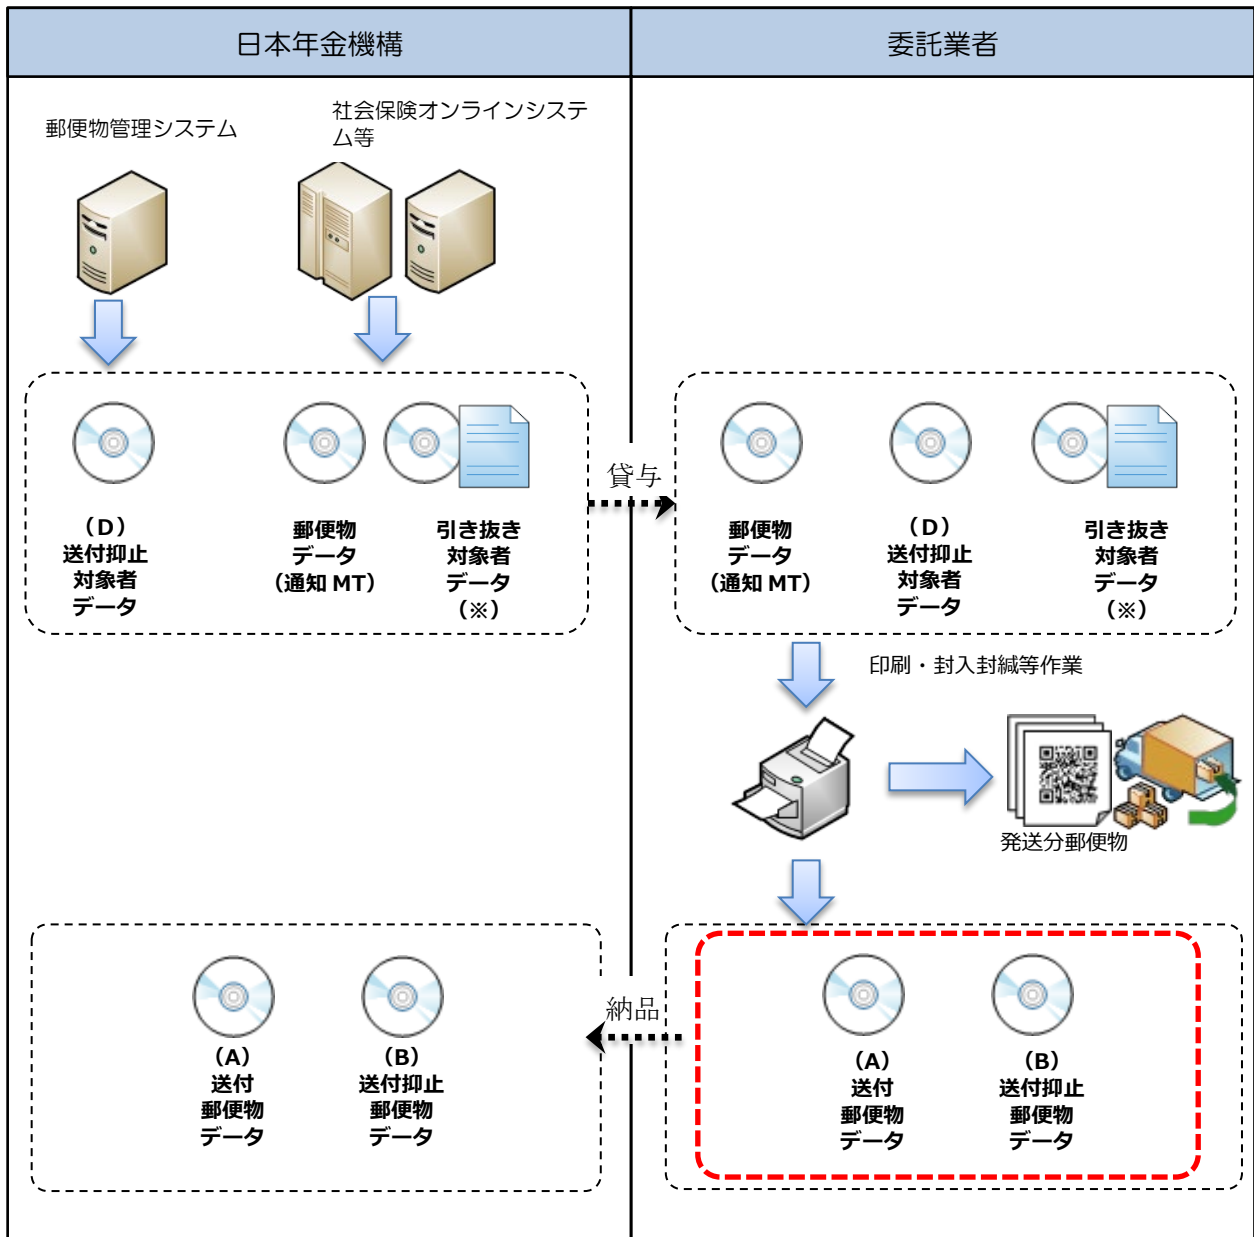 日本年金機構
委託業者
郵便物管理システム
社会保険オンラインシステ
ム等
（D）
送付抑止
対象者
データ
郵便物
データ
（通知 MT）
引き抜き
対象者
データ
（※）
貸与
郵便物
データ
（通知 MT）
（D）
送付抑止
対象者
データ
引き抜き
対象者
データ
（※）
印刷・封入封緘等作業
発送分郵便物
（A）
送付
郵便物
データ
（B）
送付抑止
郵便物
データ
納品
（A）
送付
郵便物
データ
（B）
送付抑止
郵便物
データ